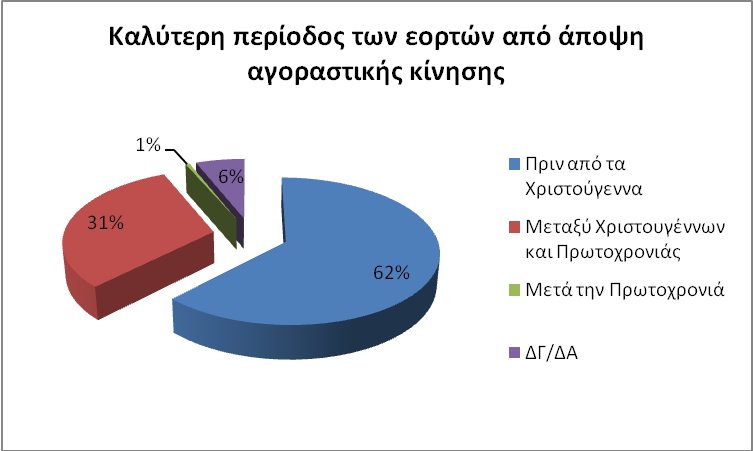 Καλύτερη περίοδος των εορτών από άποψη
αγοραστικής κίνησης
1%
6%
31%
62%
Πριν από τα
Χριστούγεννα
Μεταξύ Χριστουγέννων
και Πρωτοχρονιάς
Μετά την Πρωτοχρονιά
ΔΓ/ΔΑ